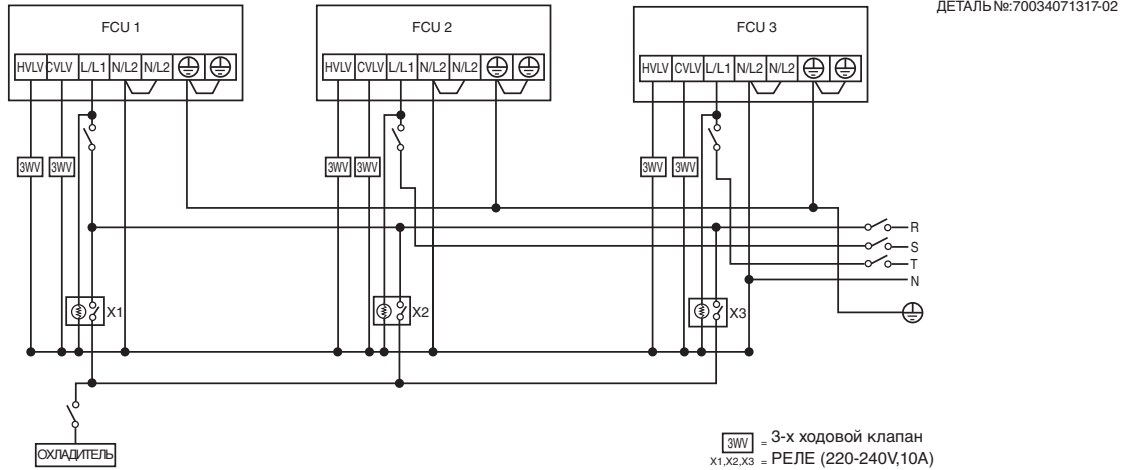 ДЕТАЛЬ №:70034071317-02
FCU 1 FCU 2 FCU 3
HVLV CVLV L/L1 N/L2 N/L2 HVLV CVLV L/L1 N/L2 N/L2 HVLV CVLV L/L1 N/L2 N/L2
3WV 3WV 3WV 3WV 3WV 3WV
R
S
T
N
X1 X2 X3
ОХЛАДИТЕЛЬ
3WV = 3-х ходовой клапан
X1,X2,X3 = РЕЛЕ (220-240V,10A)